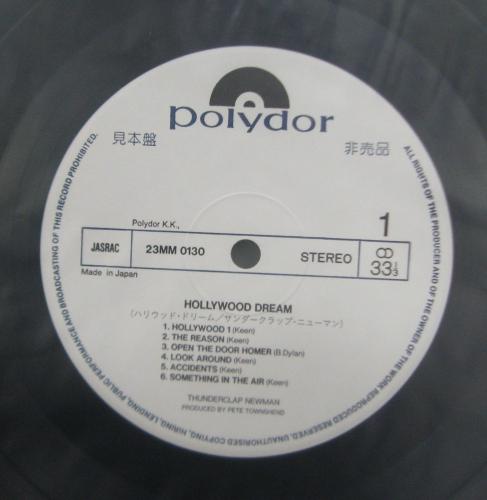 polydor
見本盤
非売品
Polydor K.K.,
1
JASRAC
23MM 0130
STEREO
33 1/3
Made in Japan
HOLLYWOOD DREAM
(ハリウッド・ドリーム/サンダークラップ・ニューマン)
1. HOLLYWOOD 1 (Keen)
2. THE REASON (Keen)
3. OPEN THE DOOR HOMER (B.Dylan)
4. LOOK AROUND (Keen)
5. ACCIDENTS (Keen)
6. SOMETHING IN THE AIR (Keen)
THUNDERCLAP NEWMAN
PRODUCED BY PETE TOWNSHEND
ALL RIGHTS OF THE PRODUCER AND OF THE OWNER OF THE WORK REPRODUCED RESERVED. UNAUTHORISED COPYING, HIRING, LENDING, PUBLIC PERFORMANCE AND BROADCASTING OF THIS RECORD PROHIBITED.